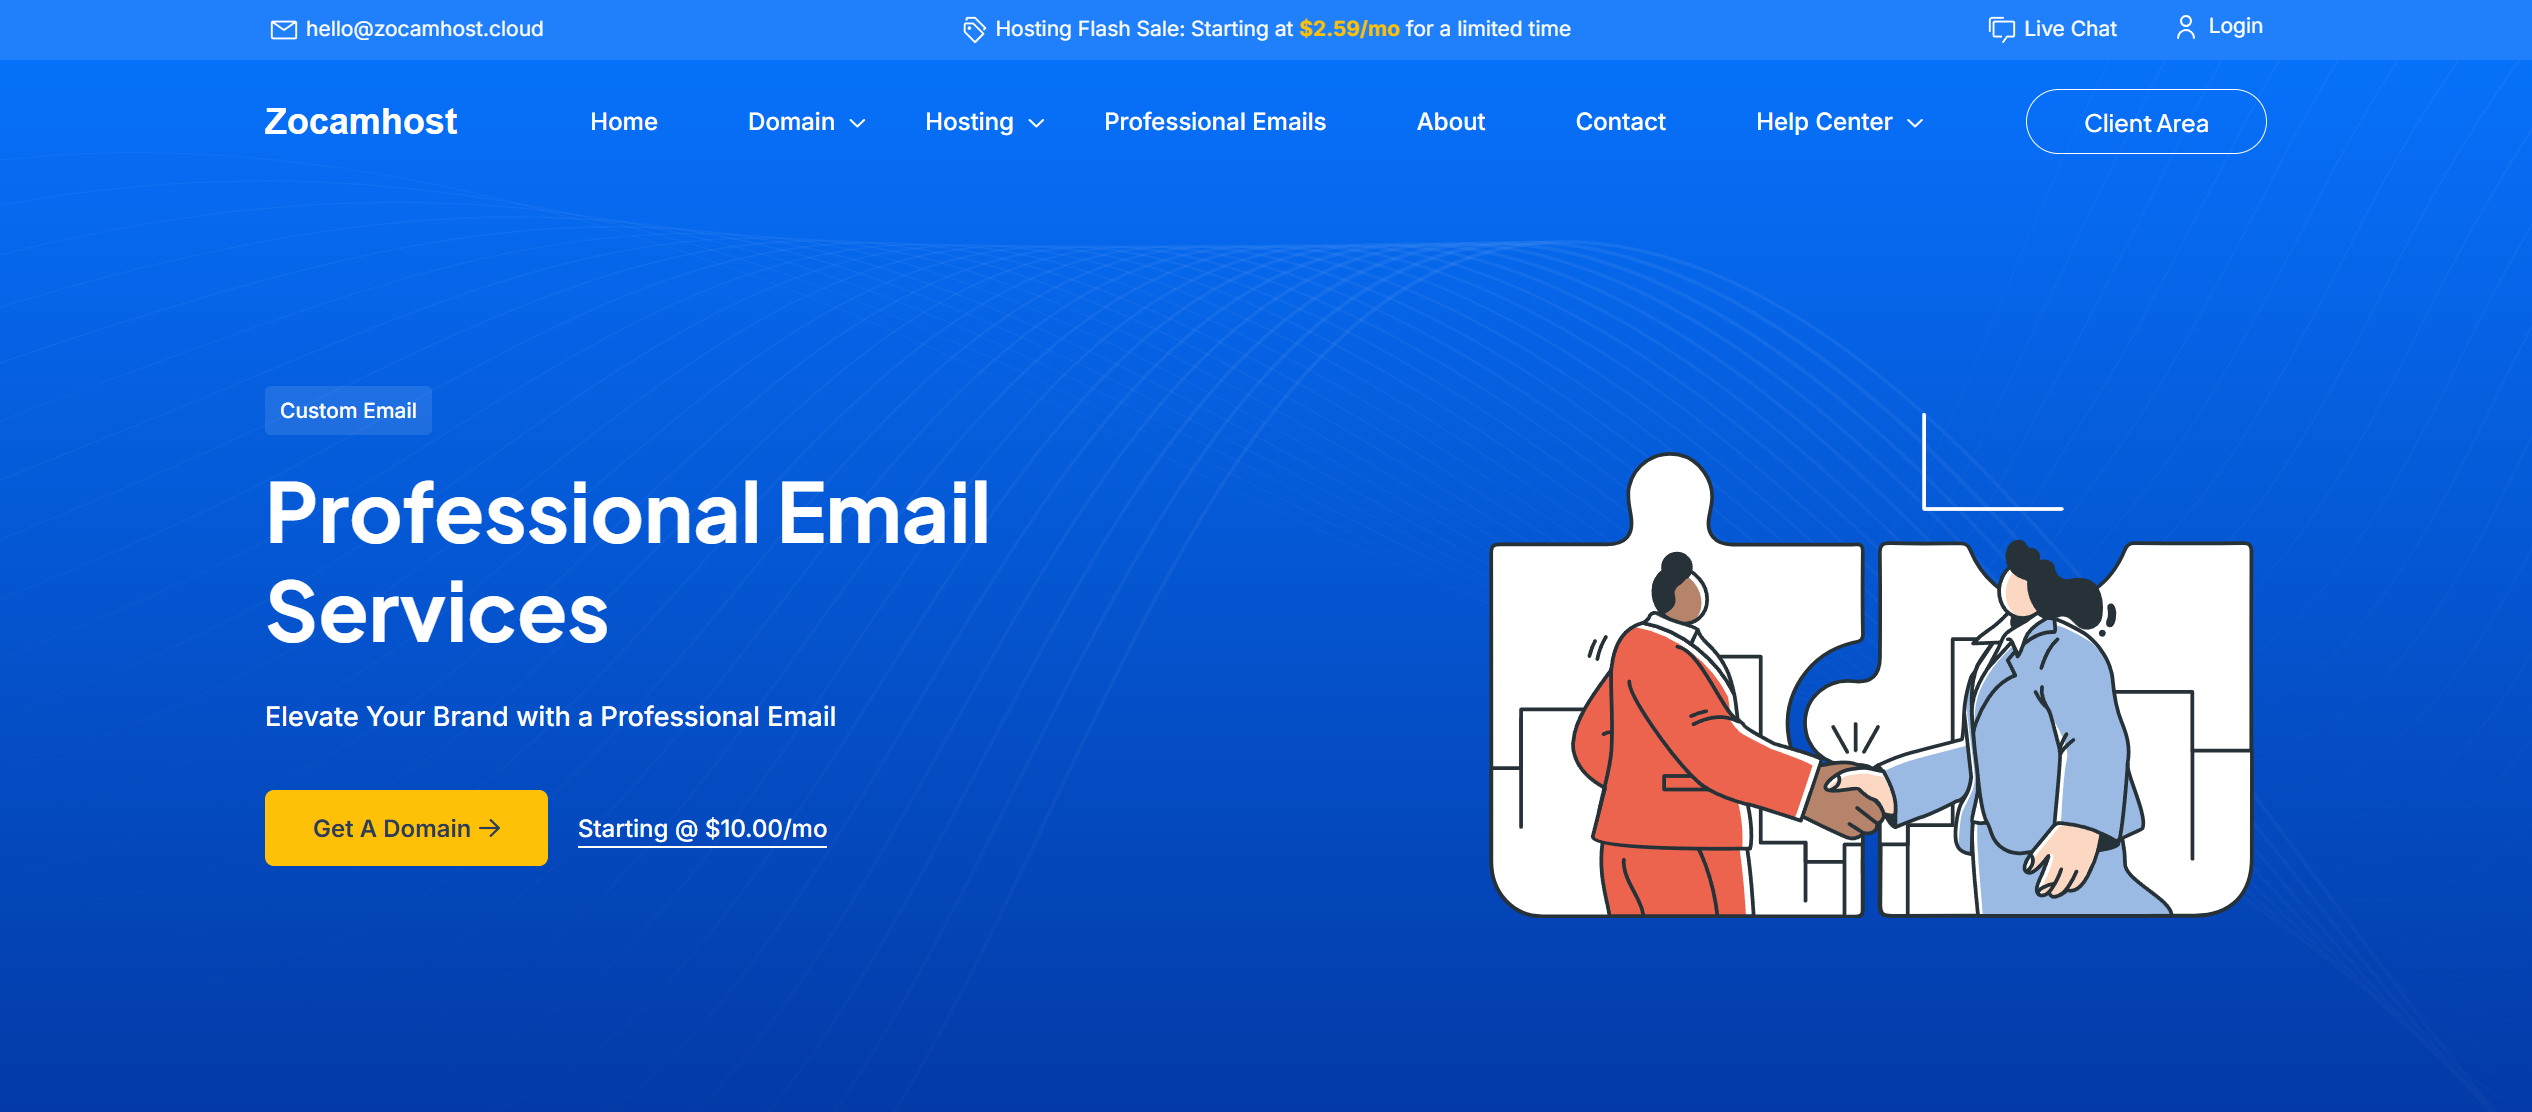 hello@zocamhost.cloud
Hosting Flash Sale: Starting at $2.59/mo for a limited time
Live Chat
Login
Zocamhost
Home
Domain
Hosting
Professional Emails
About
Contact
Help Center
Client Area
Custom Email
Professional Email
Services
Elevate Your Brand with a Professional Email
Get A Domain
Starting @ $10.00/mo